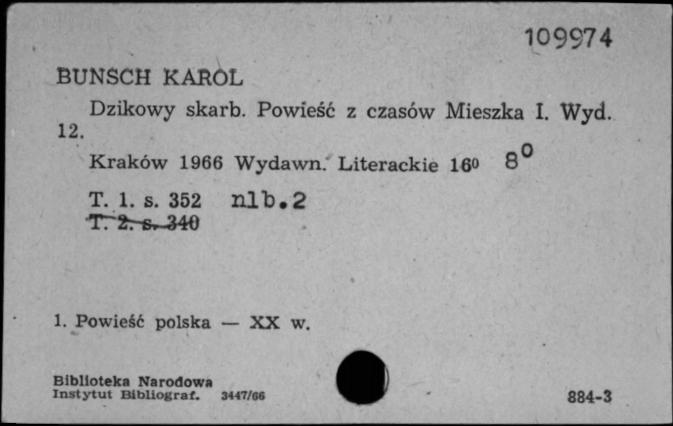 109974
BUNSCH KAROL
Dzikowy skarb. Powieść z czasów Mieszka I. Wyd.
12.
Kraków 1966 Wydawn. Literackie 16⁰ 8⁰
T. 1. s. 352 nlb.2
T. 2. s. 340
1. Powieść polska — XX w.
Biblioteka Narodowa
Instytut Bibliograf. 3447/66
884-3